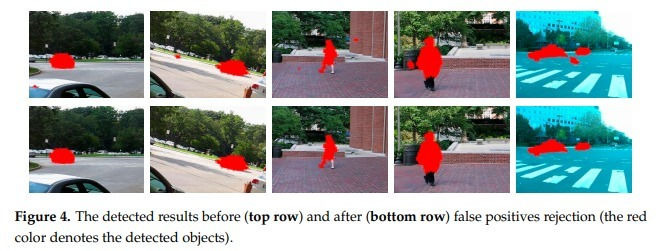 Figure 4. The detected results before (top row) and after (bottom row) false positives rejection (the red
color denotes the detected objects).